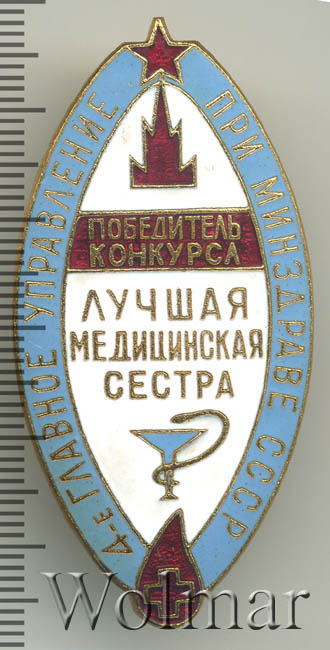 4-е ГЛАВНОЕ УПРАВЛЕНИЕ
ПРИ МИНЗДРАВЕ СССР
ПОБЕДИТЕЛЬ
КОНКУРСА
ЛУЧШАЯ
МЕДИЦИНСКАЯ
СЕСТРА
Wolmar